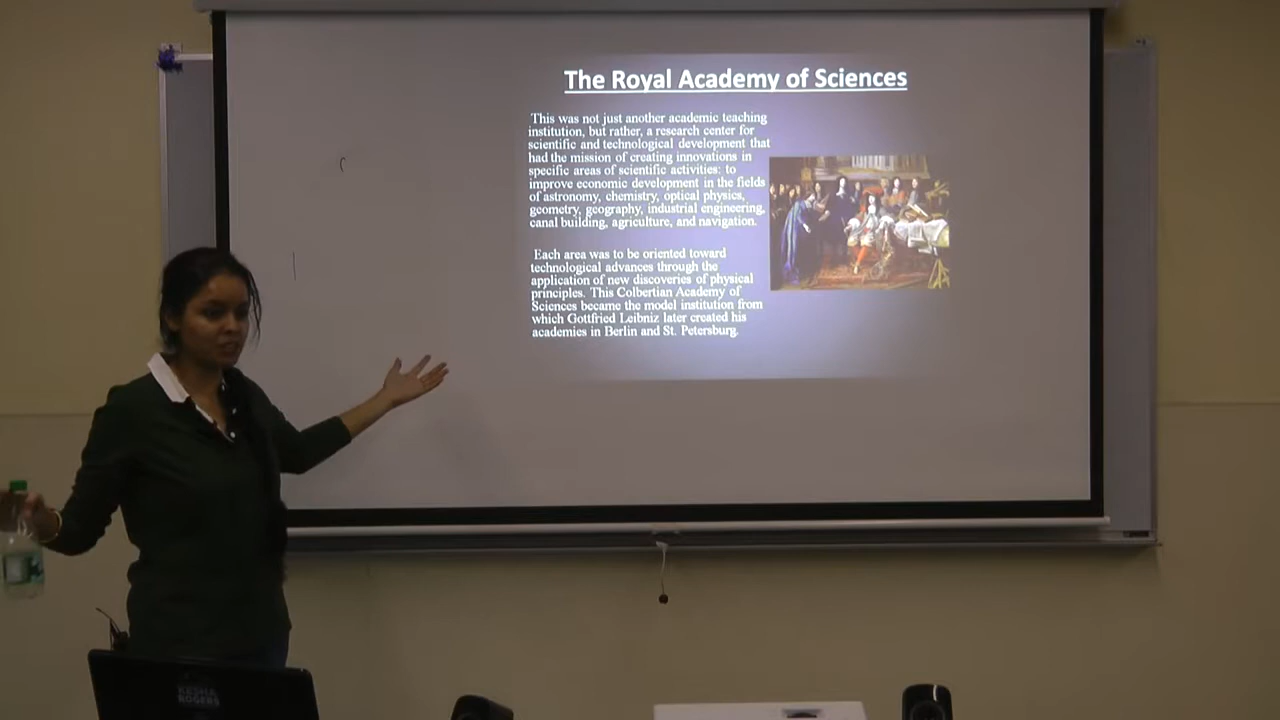 The Royal Academy of Sciences
This was not just another academic teaching
institution, but rather, a research center for
scientific and technological development that
had the mission of creating innovations in
specific areas of scientific activities: to
improve economic development in the fields
of astronomy, chemistry, optical physics,
geometry, geography, industrial engineering,
canal building, agriculture, and navigation.
Each area was to be oriented toward
technological advances through the
application of new discoveries of physical
principles. This Colbertian Academy of
Sciences became the model institution from
which Gottfried Leibniz later created his
academies in Berlin and St. Petersburg.
KESHA
ROGERS